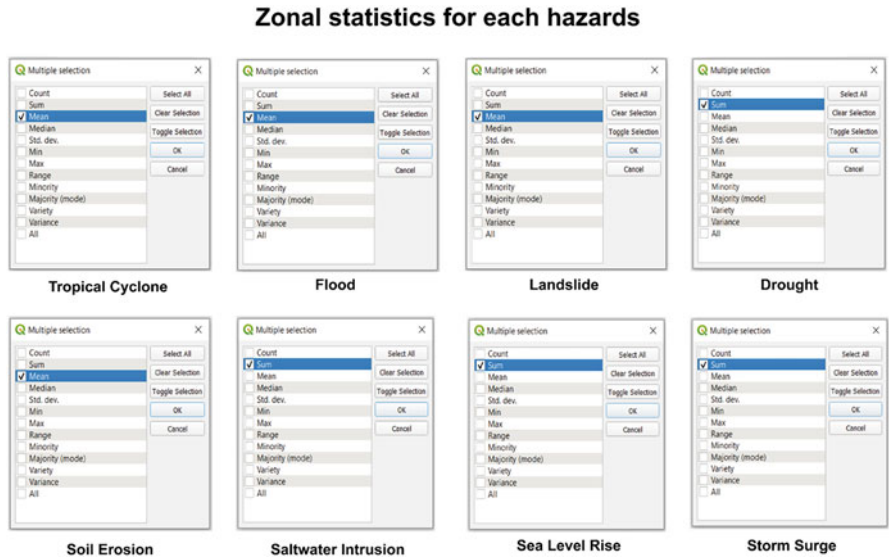 Zonal statistics for each hazards
Multiple selection
Count
Sum
Mean
Median
Std. dev.
Min
Max
Range
Minority
Majority (mode)
Variety
Variance
All
Select All
Clear Selection
Toggle Selection
OK
Cancel
Tropical Cyclone
Multiple selection
Count
Sum
Mean
Median
Std. dev.
Min
Max
Range
Minority
Majority (mode)
Variety
Variance
All
Select All
Clear Selection
Toggle Selection
OK
Cancel
Flood
Multiple selection
Count
Sum
Mean
Median
Std. dev.
Min
Max
Range
Minority
Majority (mode)
Variety
Variance
All
Select All
Clear Selection
Toggle Selection
OK
Cancel
Landslide
Multiple selection
Count
Sum
Mean
Median
Std. dev.
Min
Max
Range
Minority
Majority (mode)
Variety
Variance
All
Select All
Clear Selection
Toggle Selection
OK
Cancel
Drought
Multiple selection
Count
Sum
Mean
Median
Std. dev.
Min
Max
Range
Minority
Majority (mode)
Variety
Variance
All
Select All
Clear Selection
Toggle Selection
OK
Cancel
Soil Erosion
Multiple selection
Count
Sum
Mean
Median
Std. dev.
Min
Max
Range
Minority
Majority (mode)
Variety
Variance
All
Select All
Clear Selection
Toggle Selection
OK
Cancel
Saltwater Intrusion
Multiple selection
Count
Sum
Mean
Median
Std. dev.
Min
Max
Range
Minority
Majority (mode)
Variety
Variance
All
Select All
Clear Selection
Toggle Selection
OK
Cancel
Sea Level Rise
Multiple selection
Count
Sum
Mean
Median
Std. dev.
Min
Max
Range
Minority
Majority (mode)
Variety
Variance
All
Select All
Clear Selection
Toggle Selection
OK
Cancel
Storm Surge